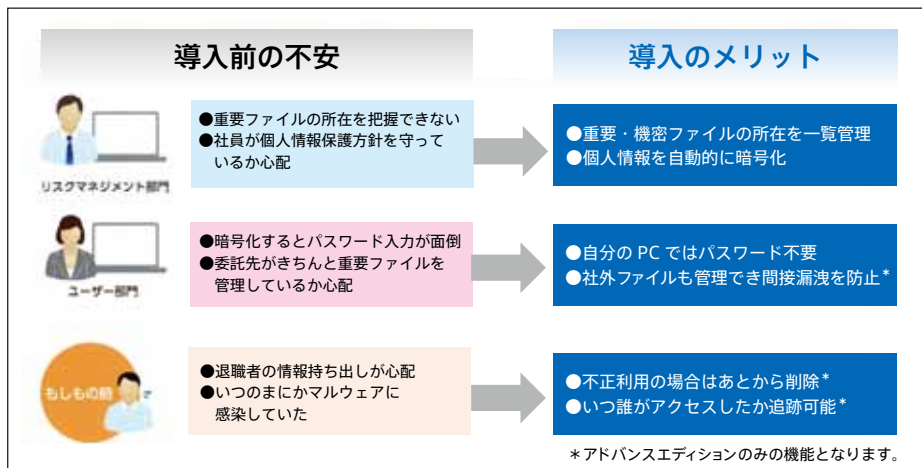 導入前の不安
導入のメリット
リスクマネジメント部門
●重要ファイルの所在を把握できない
●社員が個人情報保護方針を守って
いるか心配
●重要・機密ファイルの所在を一覧管理
●個人情報を自動的に暗号化
ユーザー部門
●暗号化するとパスワード入力が面倒
●委託先がきちんと重要ファイルを
管理しているか心配
●自分の PC ではパスワード不要
●社外ファイルも管理でき間接漏洩を防止*
もしもの時
●退職者の情報持ち出しが心配
●いつのまにかマルウェアに
感染していた
●不正利用の場合はあとから削除*
●いつ誰がアクセスしたか追跡可能*
＊アドバンスエディションのみの機能となります。